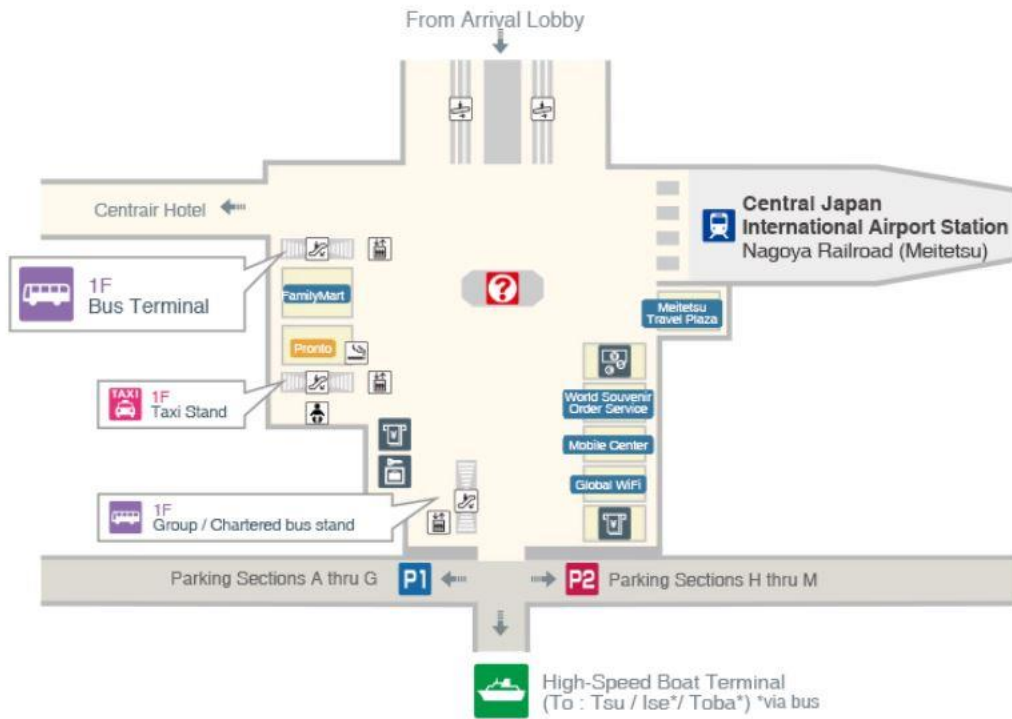 From Arrival Lobby
Centrair Hotel
Central Japan
International Airport Station
Nagoya Railroad (Meitetsu)
1F
Bus Terminal
FamilyMart
?
Meitetsu
Travel Plaza
Pronto
TAXI
1F
Taxi Stand
World Souvenir
Order Service
Mobile Center
Global WiFi
¥
¥
1F
Group / Chartered bus stand
Parking Sections A thru G
P1
P2
Parking Sections H thru M
High-Speed Boat Terminal
(To : Tsu / Ise*/ Toba*) *via bus